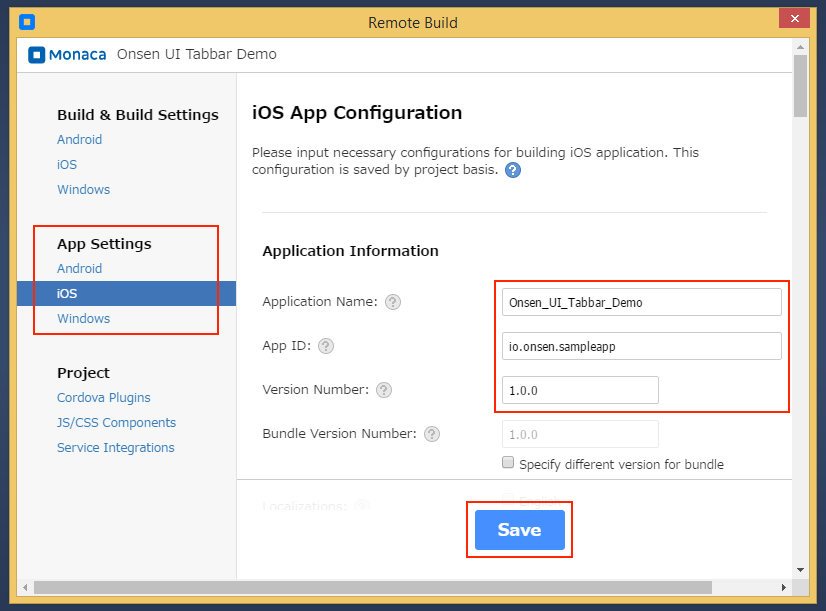 Remote Build
Monaca Onsen UI Tabbar Demo
Build & Build Settings
Android
iOS
Windows
App Settings
Android
iOS
Windows
Project
Cordova Plugins
JS/CSS Components
Service Integrations
iOS App Configuration
Please input necessary configurations for building iOS application. This
configuration is saved by project basis. ?
Application Information
Application Name: ? Onsen_UI_Tabbar_Demo
App ID: ? io.onsen.sampleapp
Version Number: ? 1.0.0
Bundle Version Number: ? 1.0.0
Specify different version for bundle
Localizations: ? English
Save